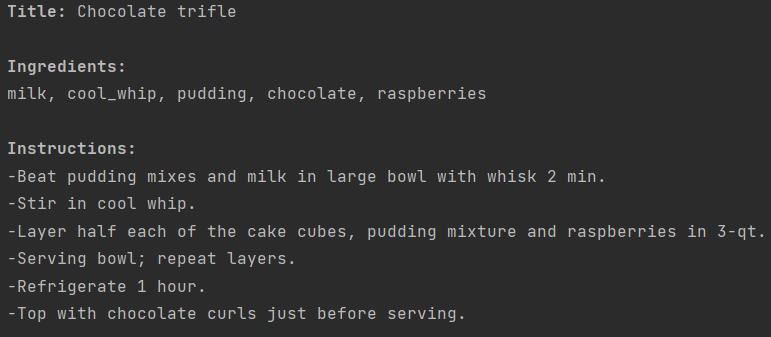 Title: Chocolate trifle
Ingredients:
milk, cool_whip, pudding, chocolate, raspberries
Instructions:
-Beat pudding mixes and milk in large bowl with whisk 2 min.
-Stir in cool whip.
-Layer half each of the cake cubes, pudding mixture and raspberries in 3-qt.
-Serving bowl; repeat layers.
-Refrigerate 1 hour.
-Top with chocolate curls just before serving.